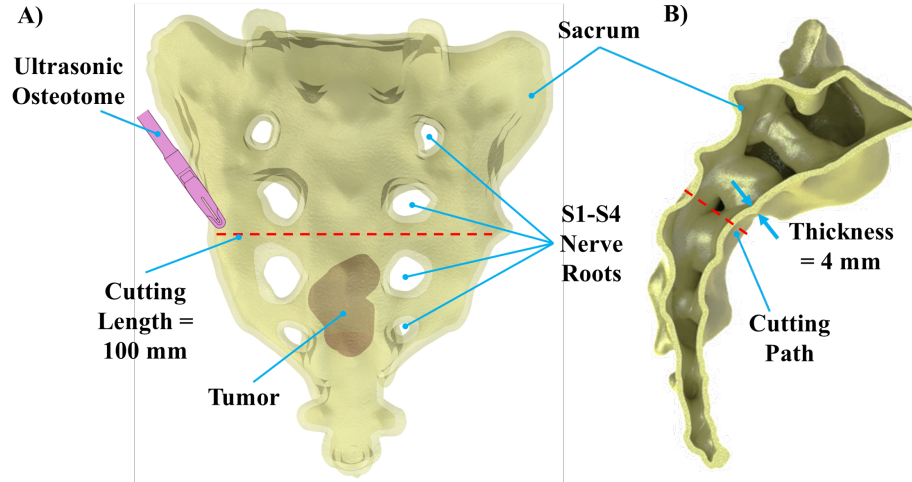 A)
B)
Sacrum
Ultrasonic
Osteotome
S1-S4
Nerve
Roots
Thickness
= 4 mm
Cutting
Length =
100 mm
Cutting
Path
Tumor